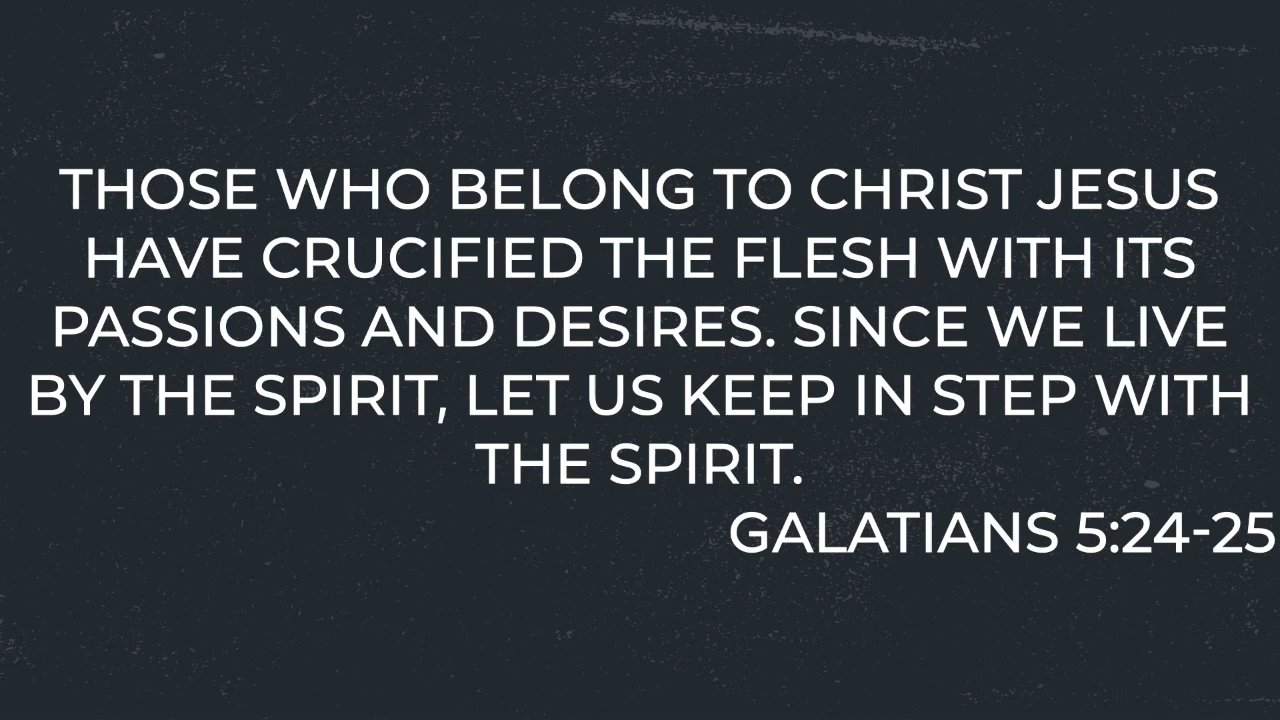 THOSE WHO BELONG TO CHRIST JESUS
HAVE CRUCIFIED THE FLESH WITH ITS
PASSIONS AND DESIRES. SINCE WE LIVE
BY THE SPIRIT, LET US KEEP IN STEP WITH
THE SPIRIT.
GALATIANS 5:24-25